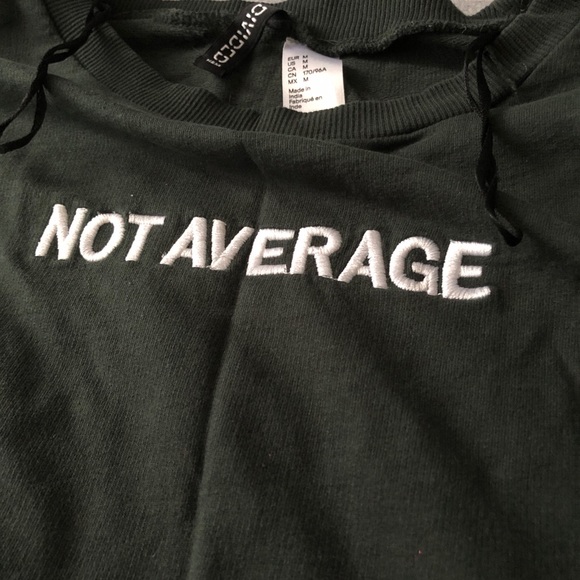 DIVIDED
EUR M
US M
CA M
CN 170/96A
MX M
Made in
India
Fabriqué en
Inde
NOT AVERAGE